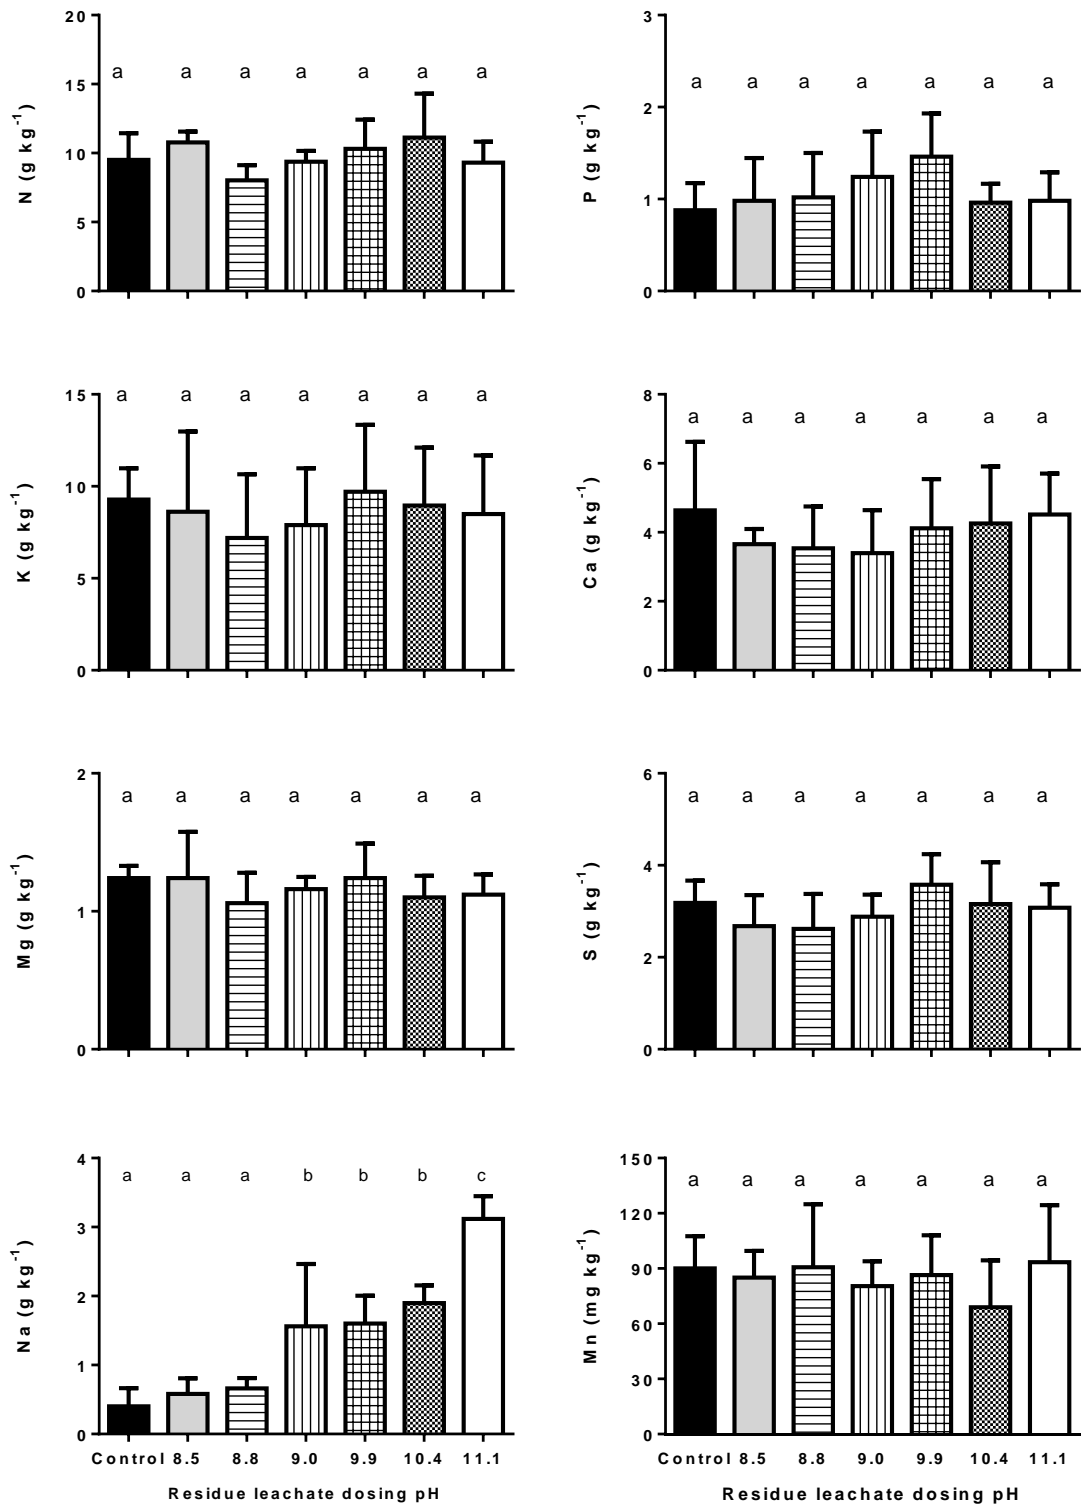 20
15
10
5
0
N (g kg-1)
a a a a a a a
3
2
1
0
P (g kg-1)
a a a a a a a
15
10
5
0
K (g kg-1)
a a a a a a a
8
6
4
2
0
Ca (g kg-1)
a a a a a a a
2
1
0
Mg (g kg-1)
a a a a a a a
6
4
2
0
S (g kg-1)
a a a a a a a
4
3
2
1
0
Na (g kg-1)
a a a b b b c
Control 8.5 8.8 9.0 9.9 10.4 11.1
Residue leachate dosing pH
150
120
90
60
30
0
Mn (mg kg-1)
a a a a a a a
Control 8.5 8.8 9.0 9.9 10.4 11.1
Residue leachate dosing pH